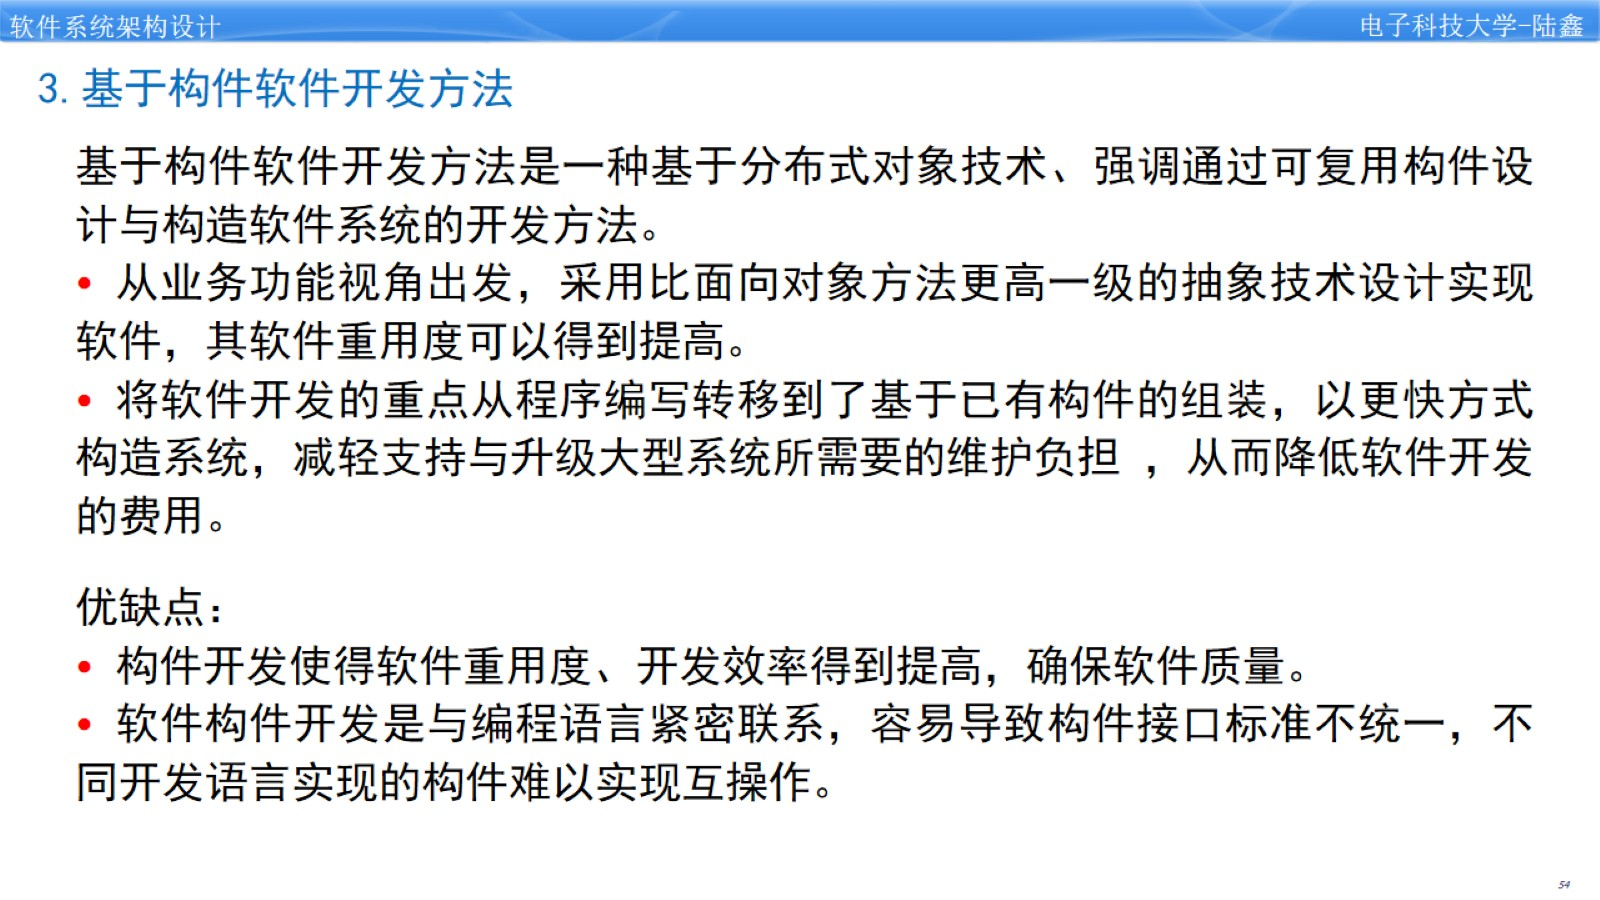 软件系统架构设计
电子科技大学-陆鑫
3. 基于构件软件开发方法
基于构件软件开发方法是一种基于分布式对象技术、强调通过可复用构件设
计与构造软件系统的开发方法。
• 从业务功能视角出发，采用比面向对象方法更高一级的抽象技术设计实现
软件，其软件重用度可以得到提高。
• 将软件开发的重点从程序编写转移到了基于已有构件的组装，以更快方式
构造系统，减轻支持与升级大型系统所需要的维护负担 ，从而降低软件开发
的费用。
优缺点：
• 构件开发使得软件重用度、开发效率得到提高，确保软件质量。
• 软件构件开发是与编程语言紧密联系，容易导致构件接口标准不统一，不
同开发语言实现的构件难以实现互操作。
54